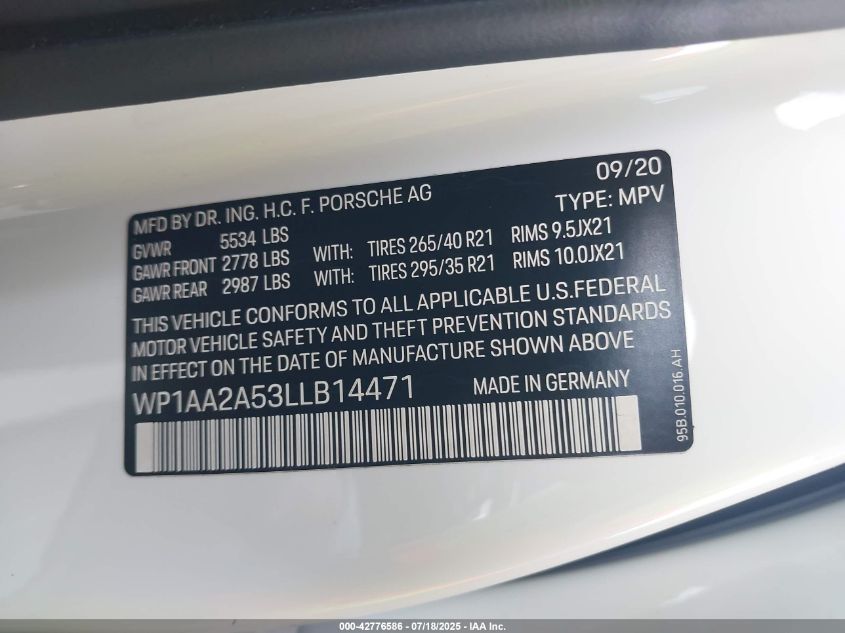 09/20
MFD BY DR. ING. H.C. F. PORSCHE AG TYPE: MPV
GVWR 5534 LBS
GAWR FRONT 2778 LBS WITH: TIRES 265/40 R21 RIMS 9.5JX21
GAWR REAR 2987 LBS WITH: TIRES 295/35 R21 RIMS 10.0JX21
THIS VEHICLE CONFORMS TO ALL APPLICABLE U.S.FEDERAL
MOTOR VEHICLE SAFETY AND THEFT PREVENTION STANDARDS
IN EFFECT ON THE DATE OF MANUFACTURE SHOWN ABOVE
WP1AA2A53LLB14471 MADE IN GERMANY
95B.010.016.AH
000-42776586 - 07/18/2025 - IAA Inc.